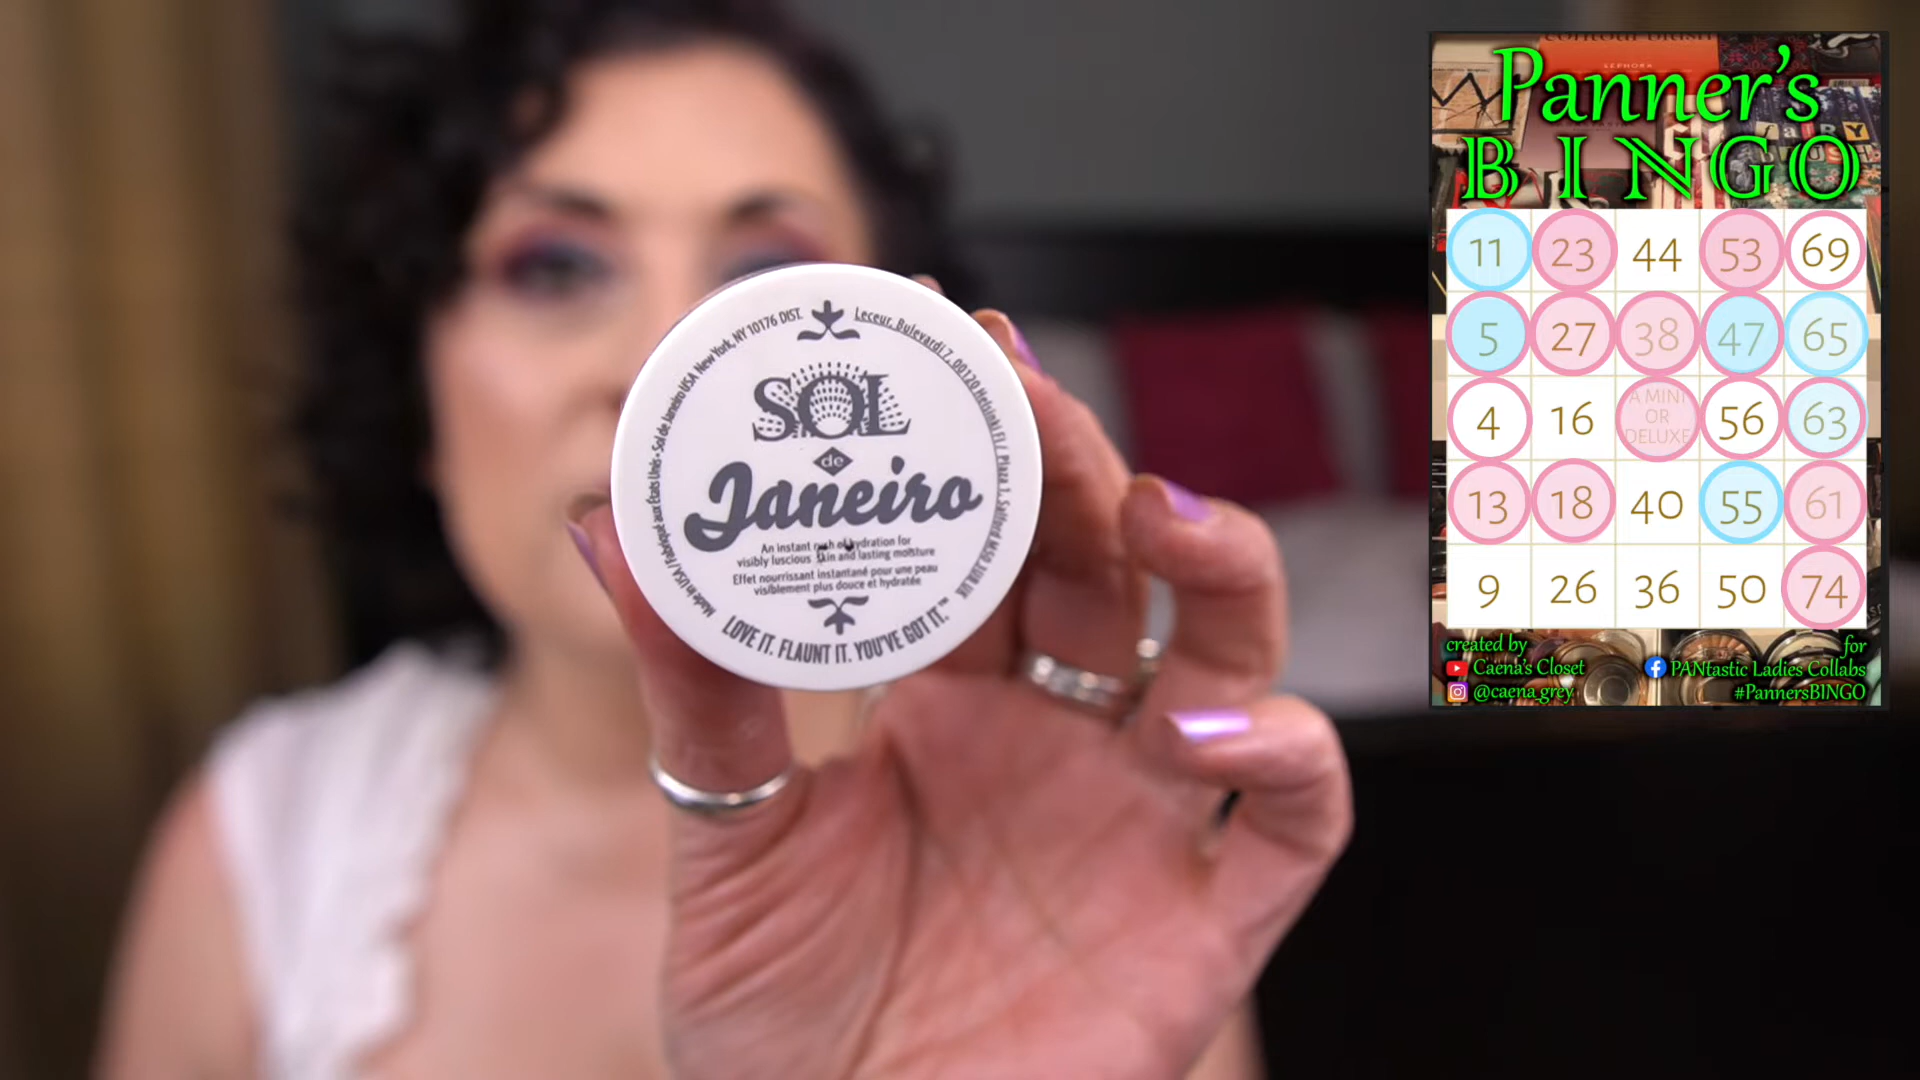 Made in USA / Fabriqué aux États Unis • Sol de Janeiro USA New York, NY 10176 DIST.
Leceur, Bulevardi 7, 00120 Helsinki FI / Plaza 1, Salford M50 3UB UK
SOL
de
Janeiro
An instant rush of hydration for
visibly luscious skin and lasting moisture
Effet nourrissant instantané pour une peau
visiblement plus douce et hydratée
LOVE IT. FLAUNT IT. YOU'VE GOT IT.™
SEPHORA
Panner's
BINGO
11 23 44 53 69
5 27 38 47 65
4 16 A MINI OR DELUXE 56 63
13 18 40 55 61
9 26 36 50 74
created by
Caena's Closet
@caena_grey
for
PANtastic Ladies Collabs
#PannersBINGO